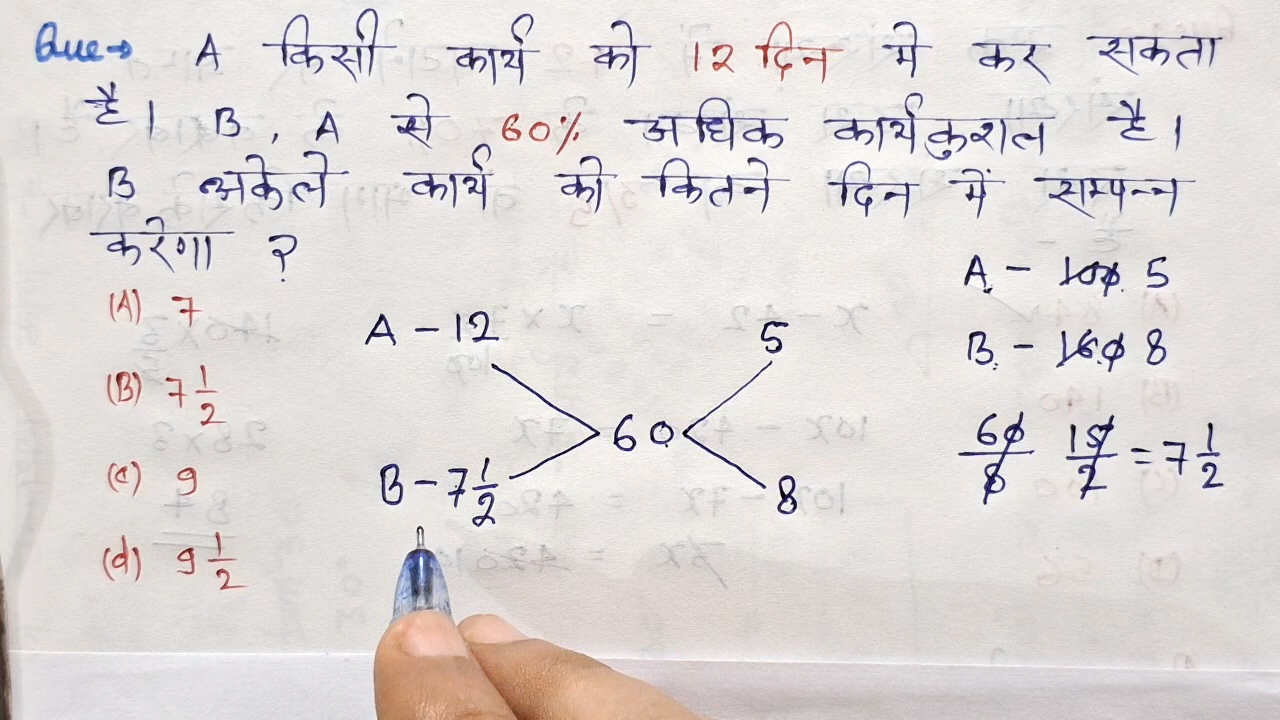 Que→ A किसी कार्य को 12 दिन मे कर सकता
है। B, A से 60% अधिक कार्यकुशल है।
B अकेले कार्य को कितने दिन में सम्पन्न
करेगा ?
(A) 7
(B) 7 1/2
(c) 9
(d) 9 1/2
A - 12
B - 7 1/2
60
5
8
A - 100 5
B - 160 8
60/8 15/2 = 7 1/2